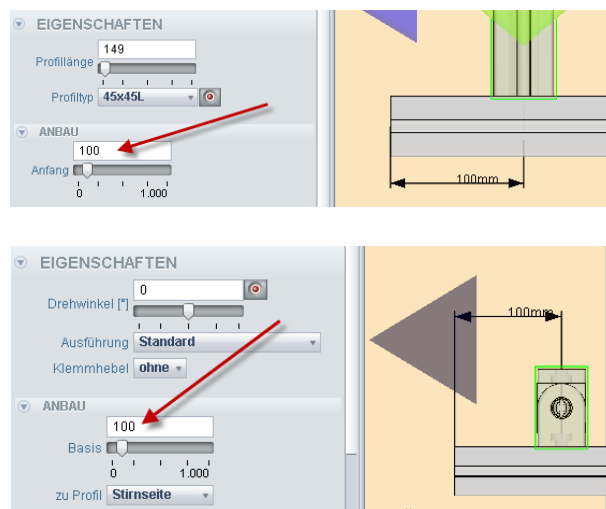 EIGENSCHAFTEN
149
Profillänge
Profiltyp 45x45L
ANBAU
100
Anfang
0 1.000
100mm
EIGENSCHAFTEN
0
Drehwinkel [°]
Ausführung Standard
Klemmhebel ohne
ANBAU
100
Basis
0 1.000
zu Profil Stirnseite
100mm